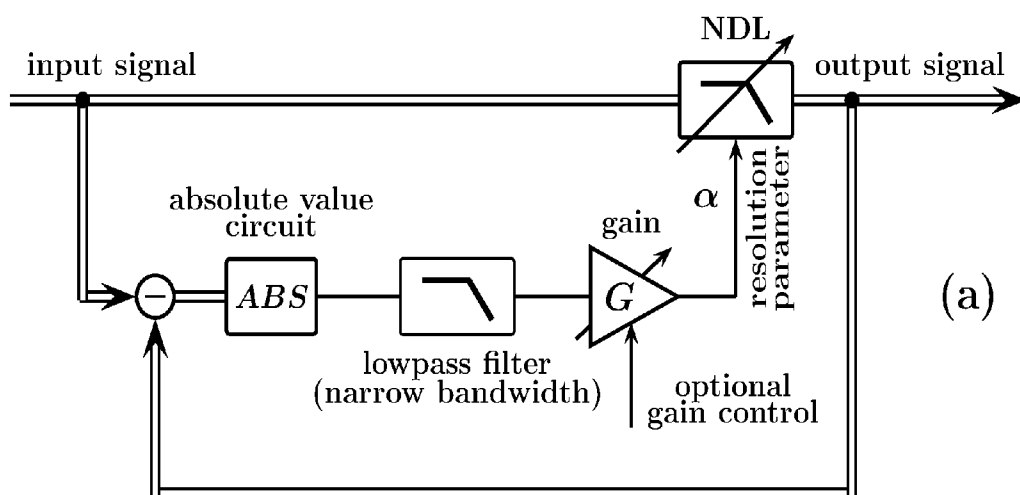 NDL
input signal
output signal
absolute value
circuit
α
resolution
parameter
gain
−
ABS
G
(a)
lowpass filter
(narrow bandwidth)
optional
gain control